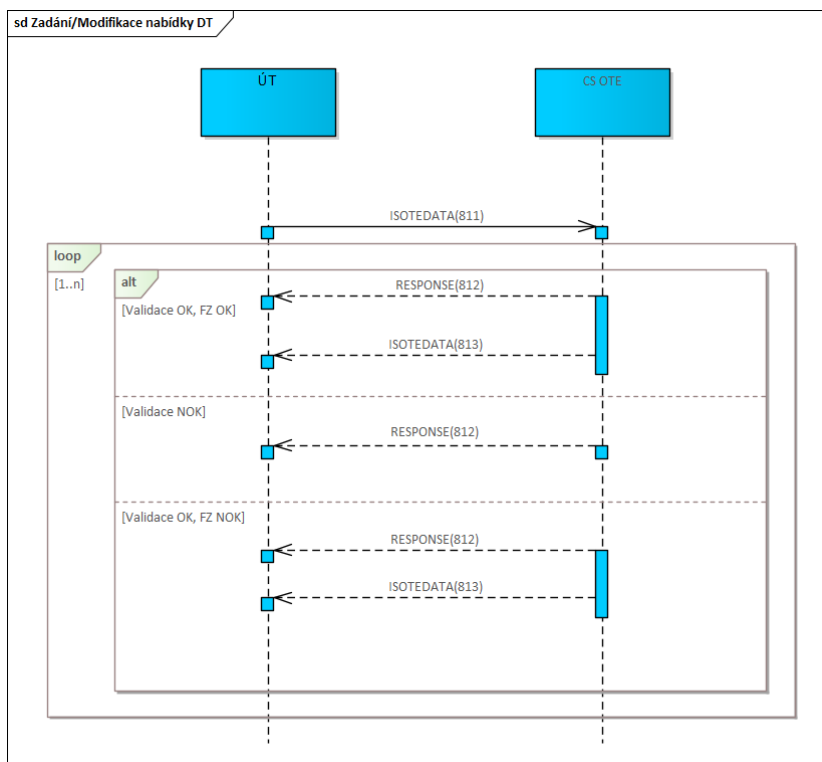 sd Zadání/Modifikace nabídky DT
ÚT
CS OTE
ISOTEDATA(811)
loop
[1..n]
alt
RESPONSE(812)
[Validace OK, FZ OK]
ISOTEDATA(813)
[Validace NOK]
RESPONSE(812)
[Validace OK, FZ NOK]
RESPONSE(812)
ISOTEDATA(813)